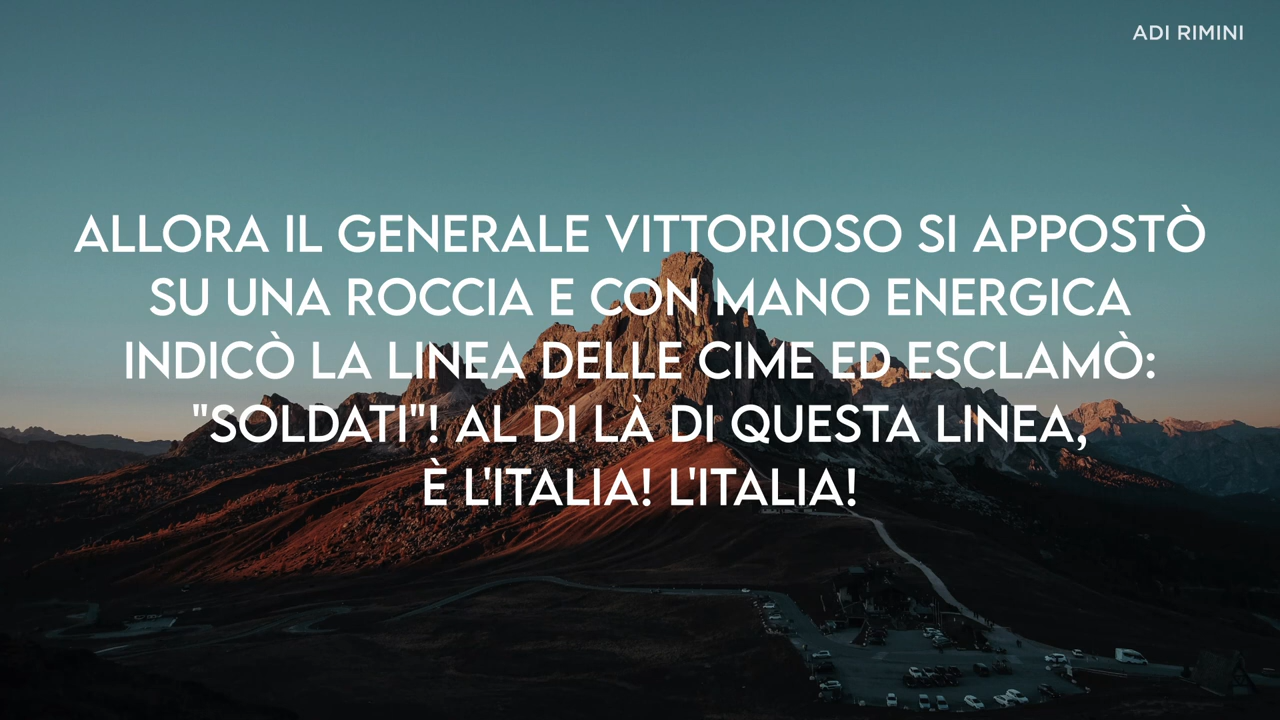 ADI RIMINI
ALLORA IL GENERALE VITTORIOSO SI APPOSTÒ
SU UNA ROCCIA E CON MANO ENERGICA
INDICÒ LA LINEA DELLE CIME ED ESCLAMÒ:
"SOLDATI"! AL DI LÀ DI QUESTA LINEA,
È L'ITALIA! L'ITALIA!